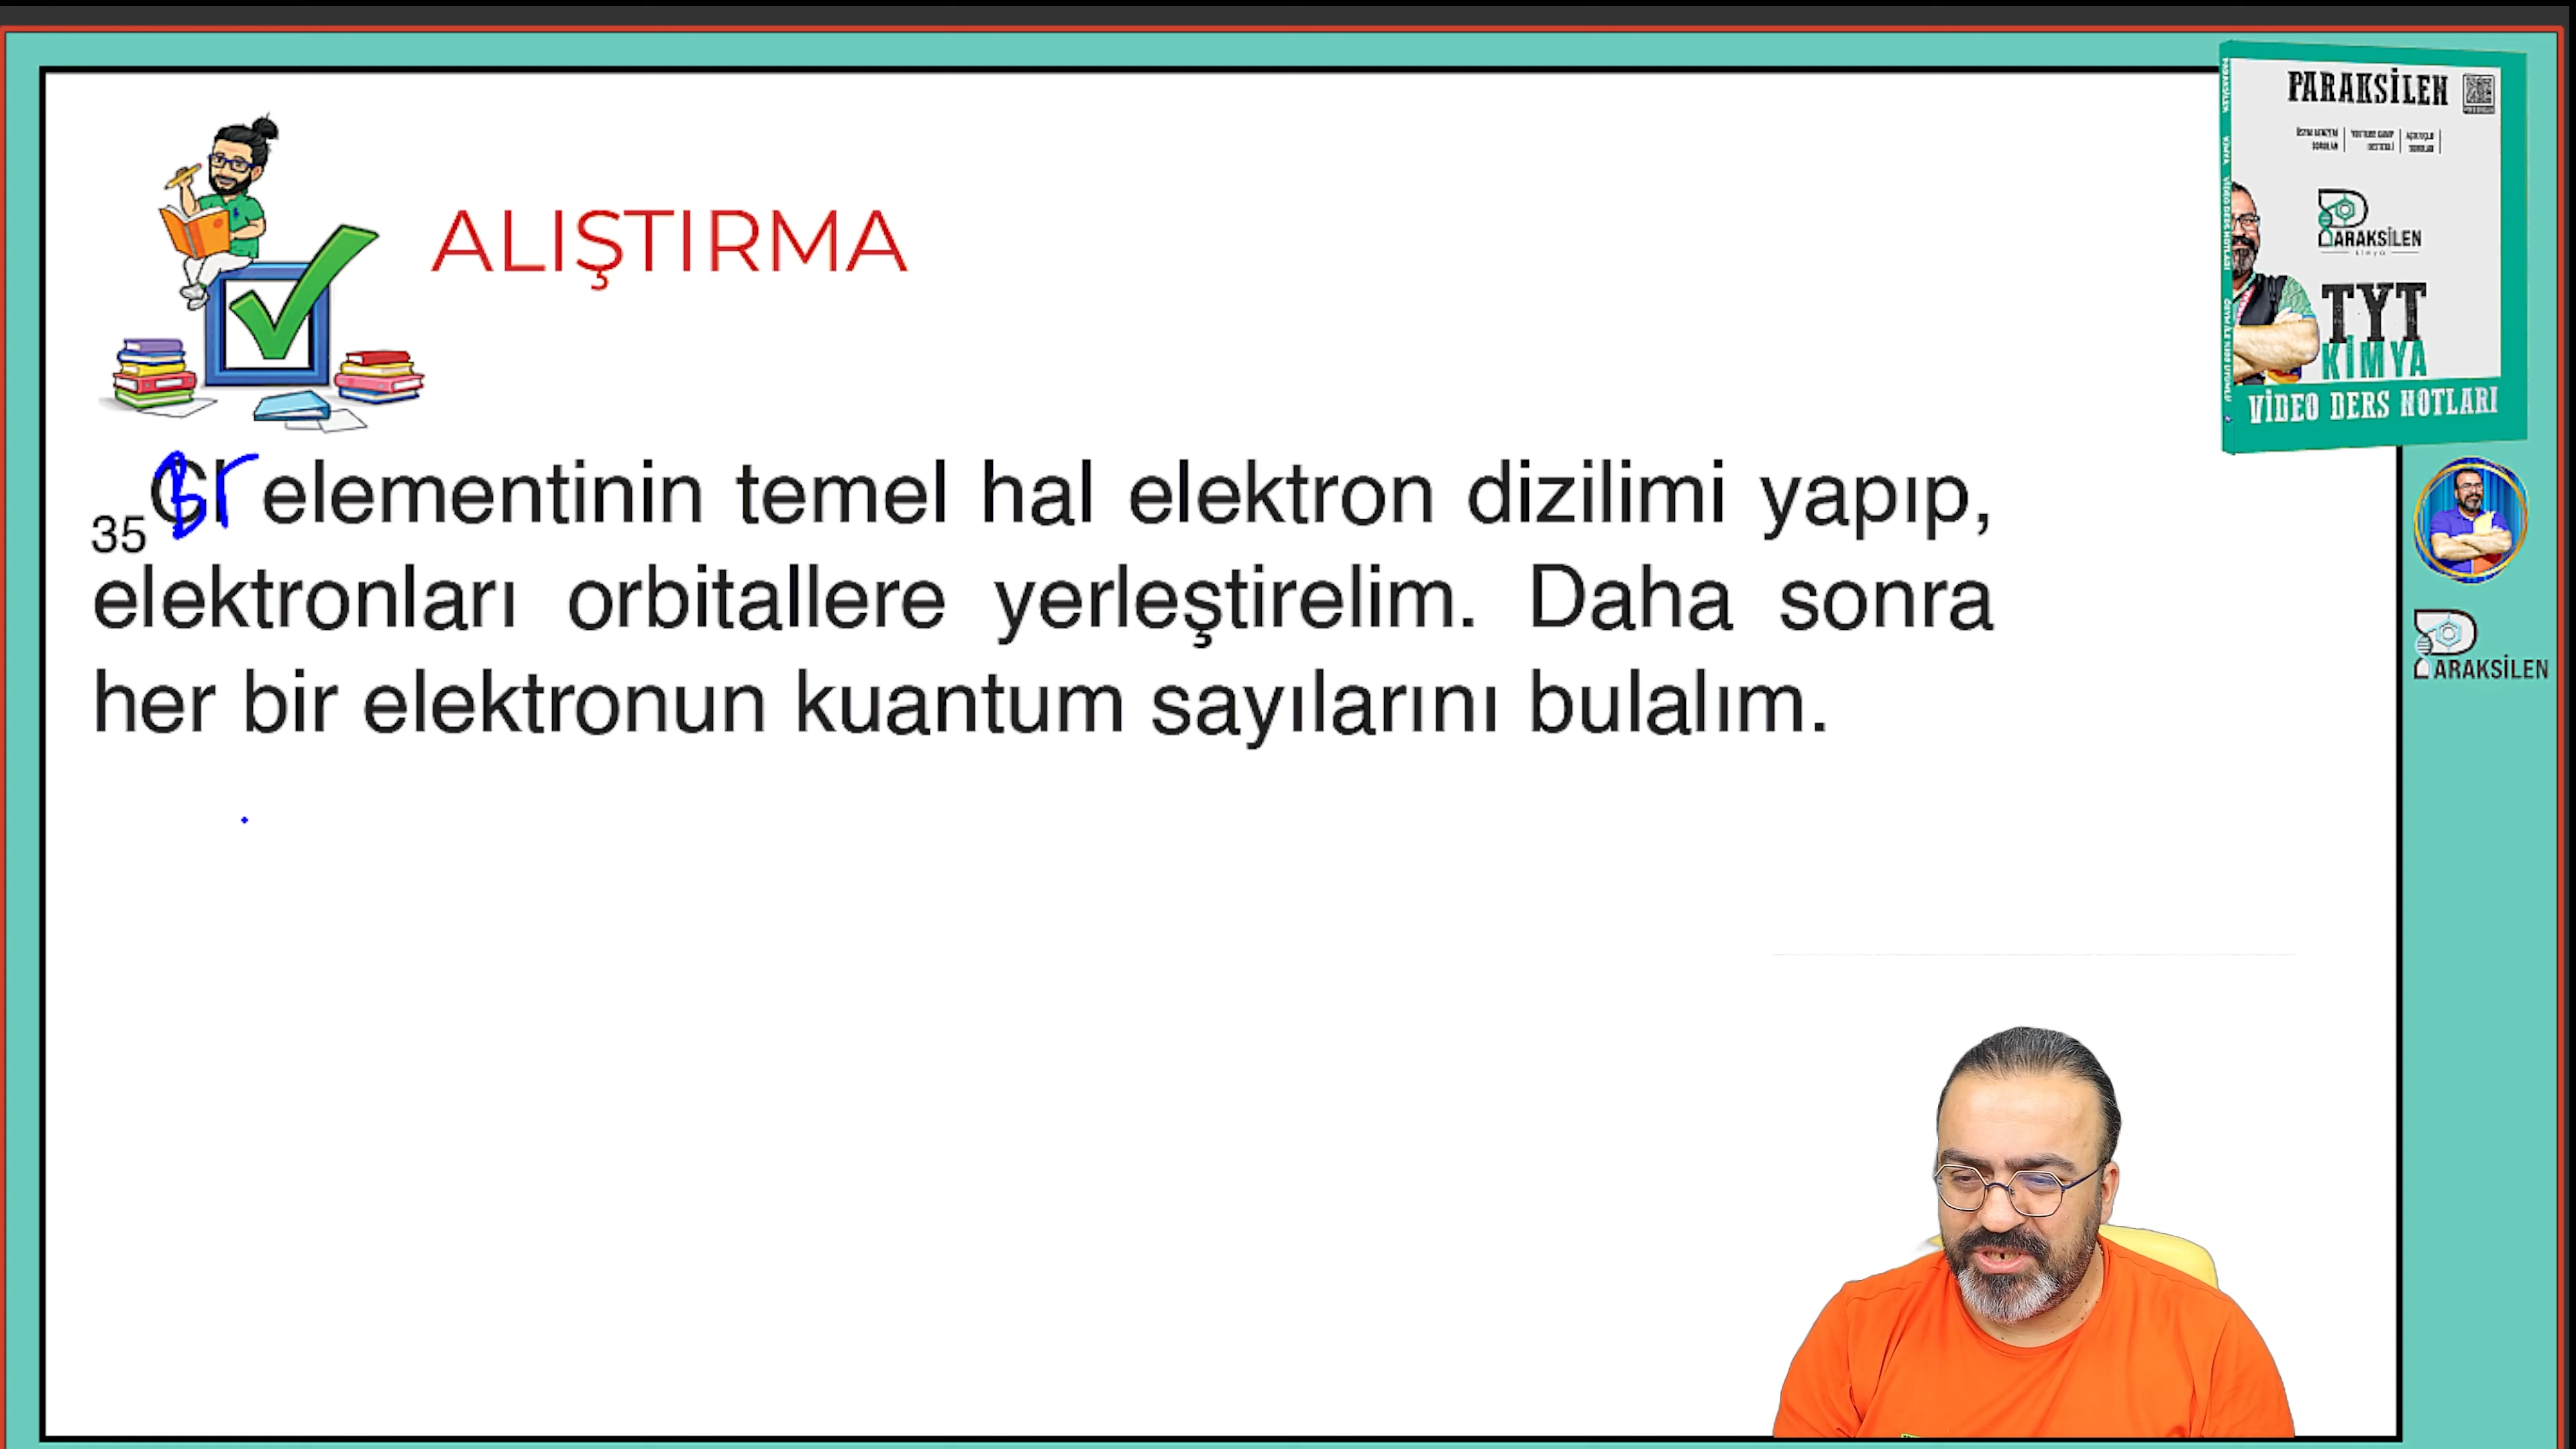 PARAKSİLEN
PARAKSİLEN
kimya
TYT
KİMYA
VİDEO DERS NOTLARI
ALIŞTIRMA
35Br elementinin temel hal elektron dizilimi yapıp,
elektronları orbitallere yerleştirelim. Daha sonra
her bir elektronun kuantum sayılarını bulalım.
PARAKSİLEN